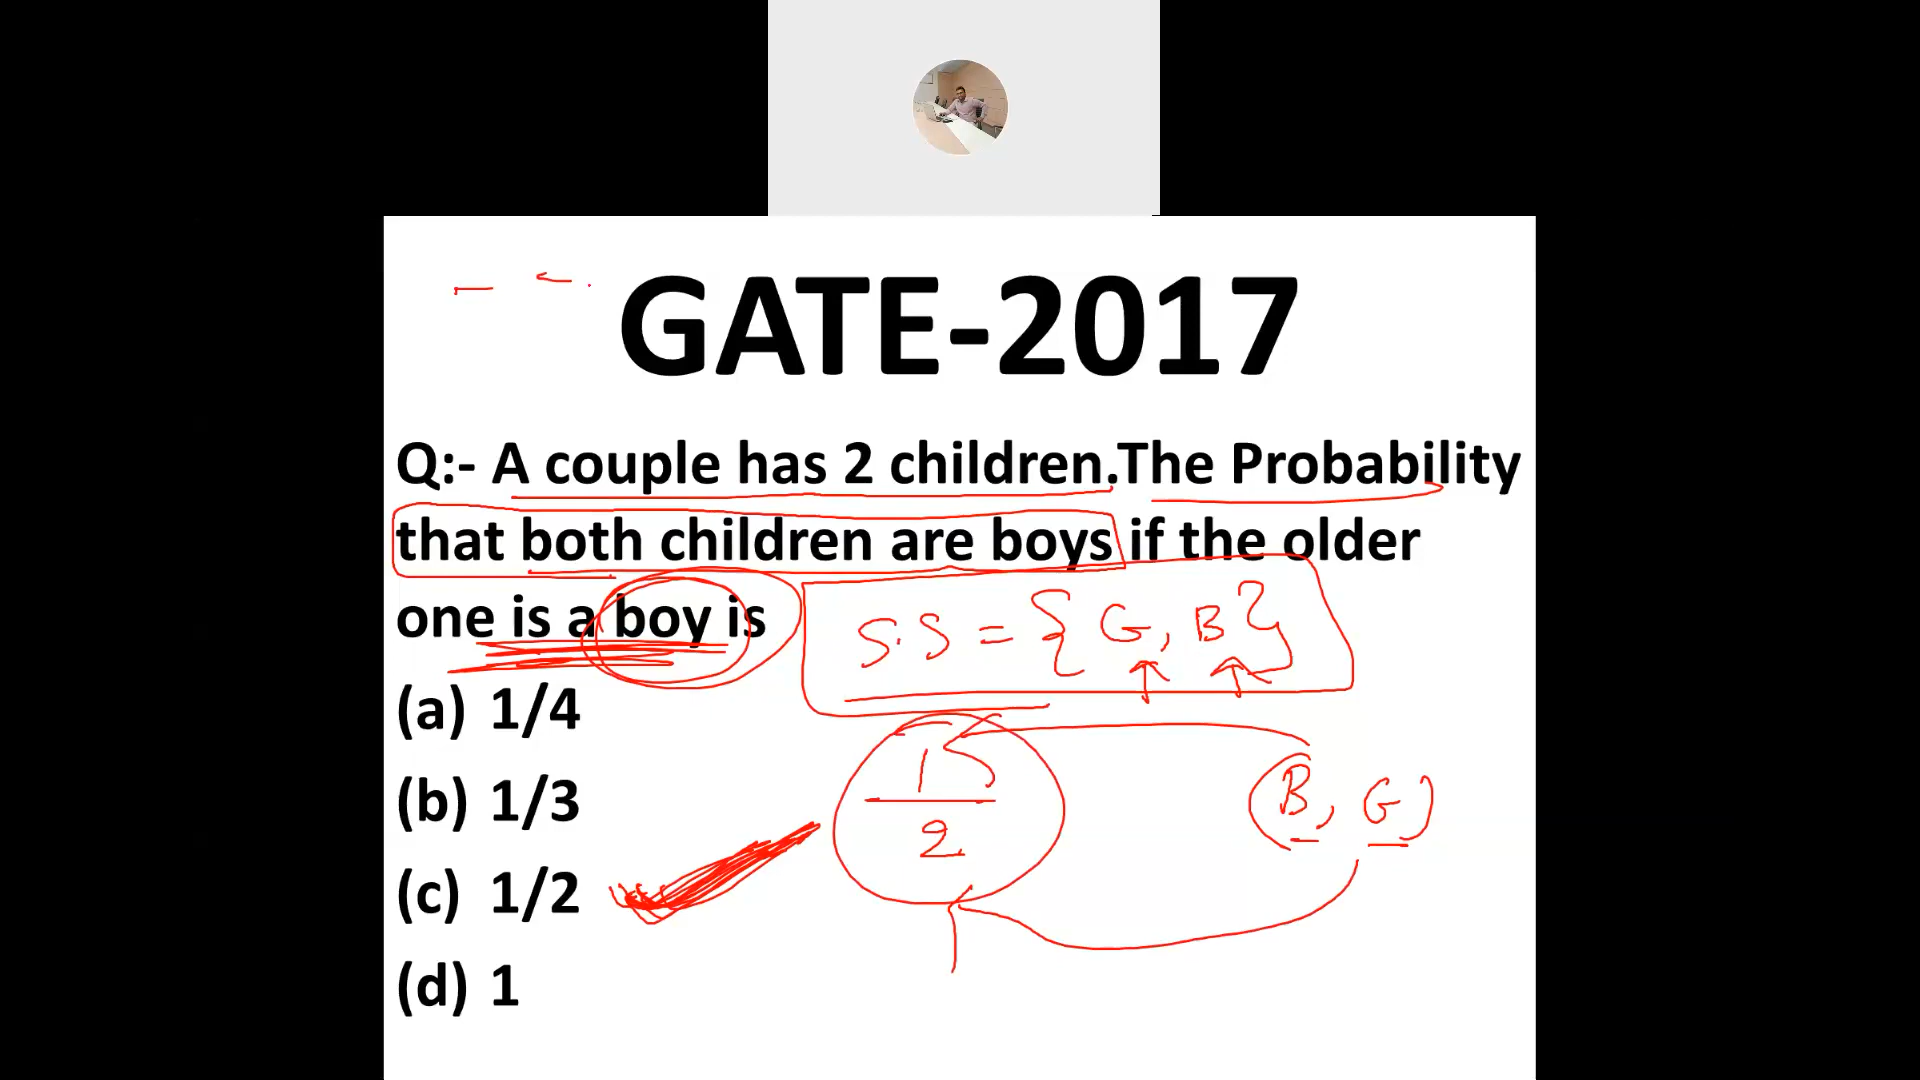 GATE-2017
Q:- A couple has 2 children.The Probability
that both children are boys if the older
one is a boy is
S.S = { G, B }
(a) 1/4
(b) 1/3
1
2
B, G)
(c) 1/2
(d) 1